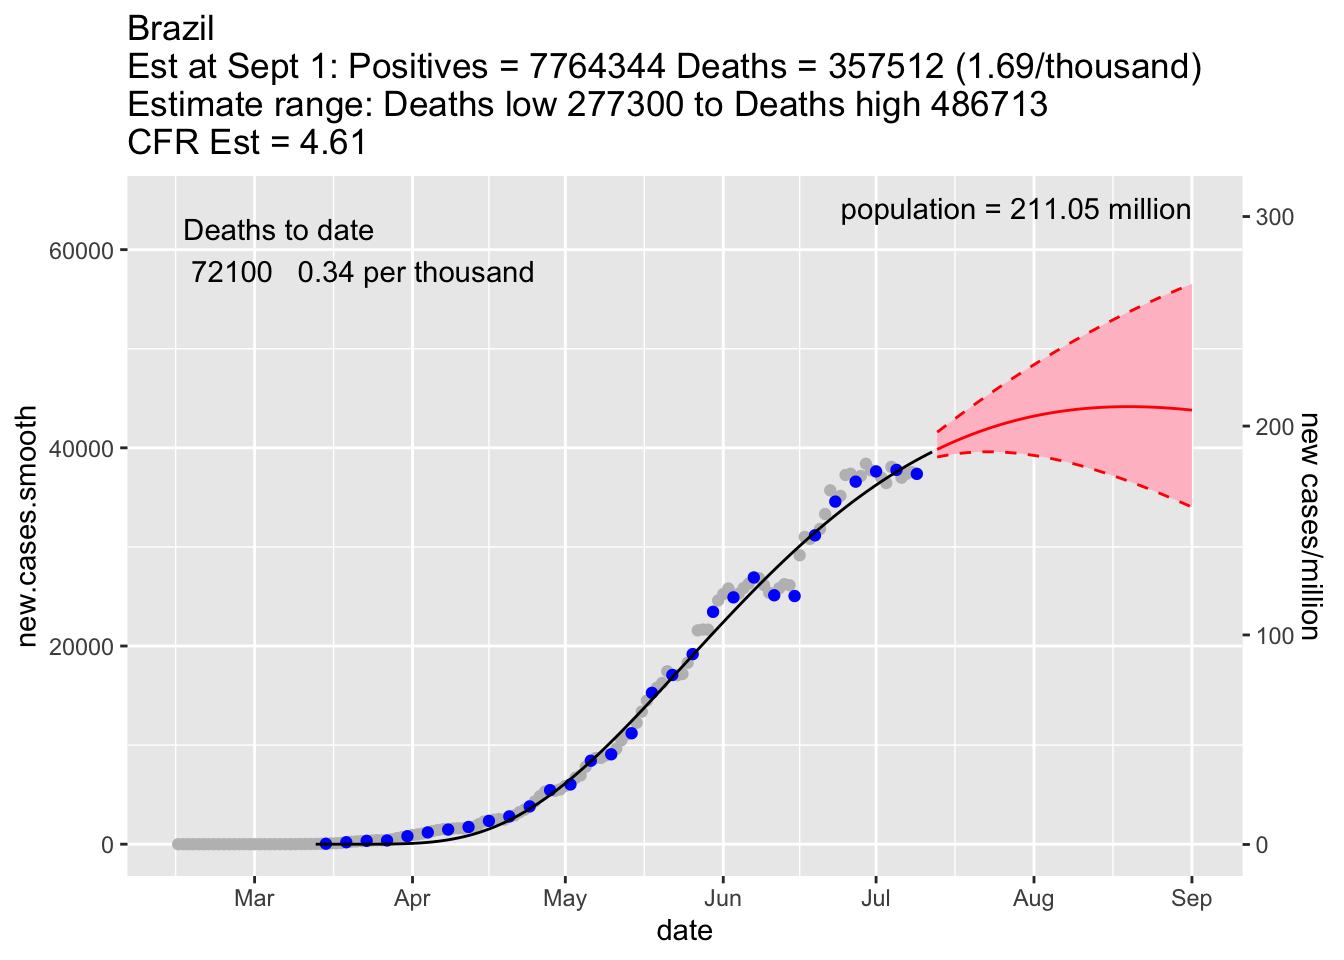 Brazil
Est at Sept 1: Positives = 7764344 Deaths = 357512 (1.69/thousand)
Estimate range: Deaths low 277300 to Deaths high 486713
CFR Est = 4.61
population = 211.05 million
Deaths to date
72100 0.34 per thousand
60000
40000
20000
0
new.cases.smooth
300
200
100
0
new cases/million
Mar Apr May Jun Jul Aug Sep
date